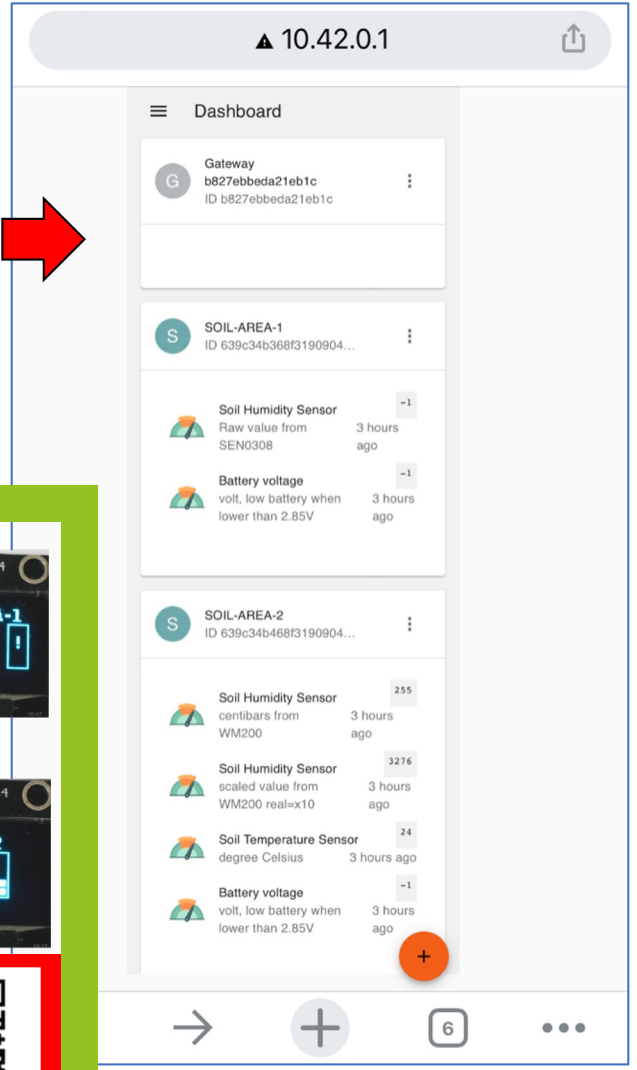 10.42.0.1
Dashboard
G
Gateway
b827ebbeda21eb1c
ID b827ebbeda21eb1c
S
SOIL-AREA-1
ID 639c34b368f3190904...
-1
Soil Humidity Sensor
Raw value from
SEN0308
3 hours
ago
-1
Battery voltage
volt, low battery when
lower than 2.85V
3 hours
ago
S
SOIL-AREA-2
ID 639c34b468f3190904...
255
Soil Humidity Sensor
centibars from
WM200
3 hours
ago
3276
Soil Humidity Sensor
scaled value from
WM200 real=x10
3 hours
ago
24
Soil Temperature Sensor
degree Celsius
3 hours ago
-1
Battery voltage
volt, low battery when
lower than 2.85V
3 hours
ago
+
6
-1
!